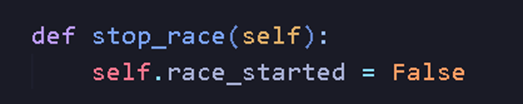 def stop_race(self):
    self.race_started = False